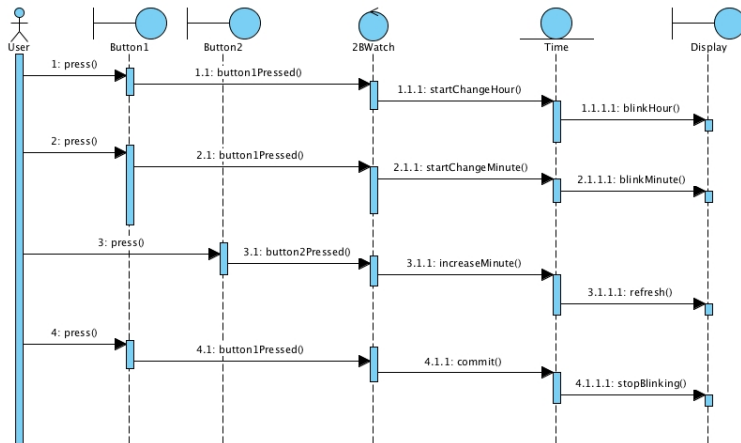 User
Button1
Button2
2BWatch
Time
Display
1: press()
1.1: button1Pressed()
1.1.1: startChangeHour()
1.1.1.1: blinkHour()
2: press()
2.1: button1Pressed()
2.1.1: startChangeMinute()
2.1.1.1: blinkMinute()
3: press()
3.1: button2Pressed()
3.1.1: increaseMinute()
3.1.1.1: refresh()
4: press()
4.1: button1Pressed()
4.1.1: commit()
4.1.1.1: stopBlinking()